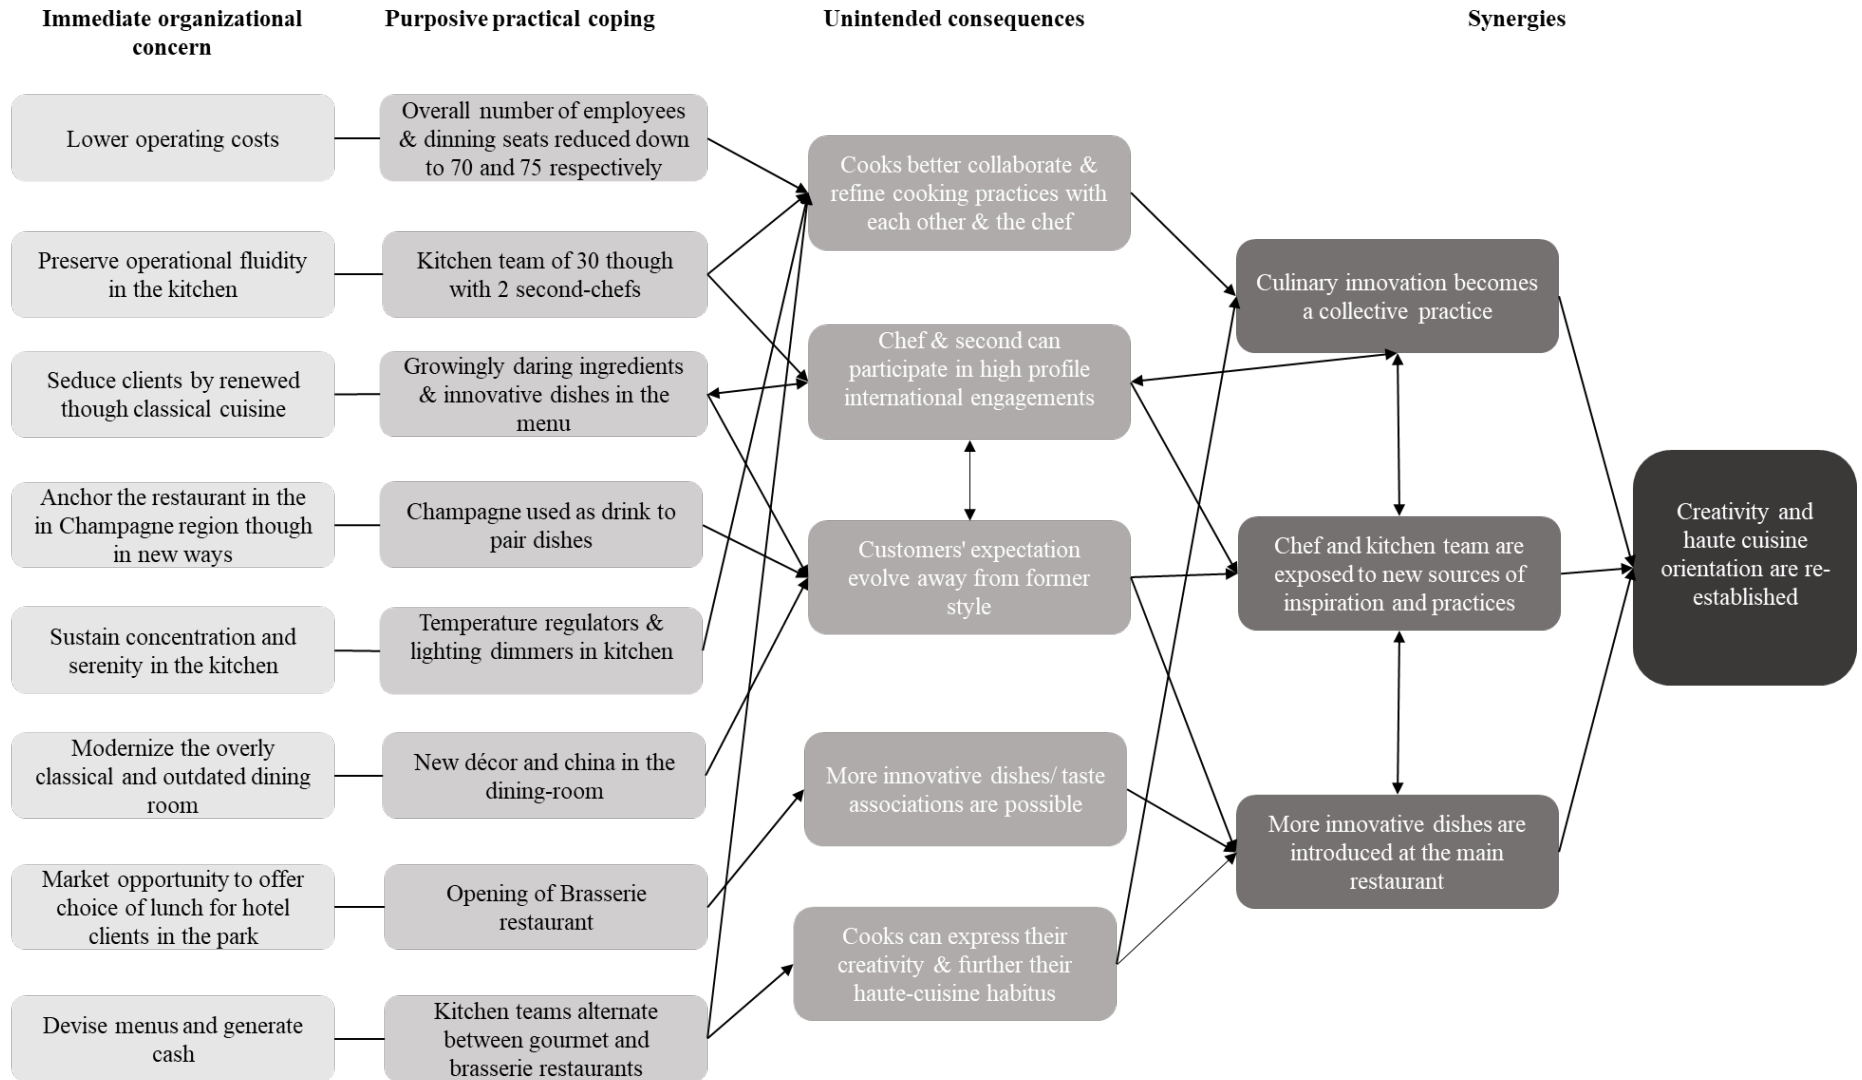 Immediate organizational
concern
Purposive practical coping
Unintended consequences
Synergies
Lower operating costs
Preserve operational fluidity
in the kitchen
Seduce clients by renewed
though classical cuisine
Anchor the restaurant in the
in Champagne region though
in new ways
Sustain concentration and
serenity in the kitchen
Modernize the overly
classical and outdated dining
room
Market opportunity to offer
choice of lunch for hotel
clients in the park
Devise menus and generate
cash
Overall number of employees
& dinning seats reduced down
to 70 and 75 respectively
Kitchen team of 30 though
with 2 second-chefs
Growingly daring ingredients
& innovative dishes in the
menu
Champagne used as drink to
pair dishes
Temperature regulators &
lighting dimmers in kitchen
New décor and china in the
dining-room
Opening of Brasserie
restaurant
Kitchen teams alternate
between gourmet and
brasserie restaurants
Cooks better collaborate &
refine cooking practices with
each other & the chef
Chef & second can
participate in high profile
international engagements
Customers' expectation
evolve away from former
style
More innovative dishes/ taste
associations are possible
Cooks can express their
creativity & further their
haute-cuisine habitus
Culinary innovation becomes
a collective practice
Chef and kitchen team are
exposed to new sources of
inspiration and practices
More innovative dishes are
introduced at the main
restaurant
Creativity and
haute cuisine
orientation are re-
established